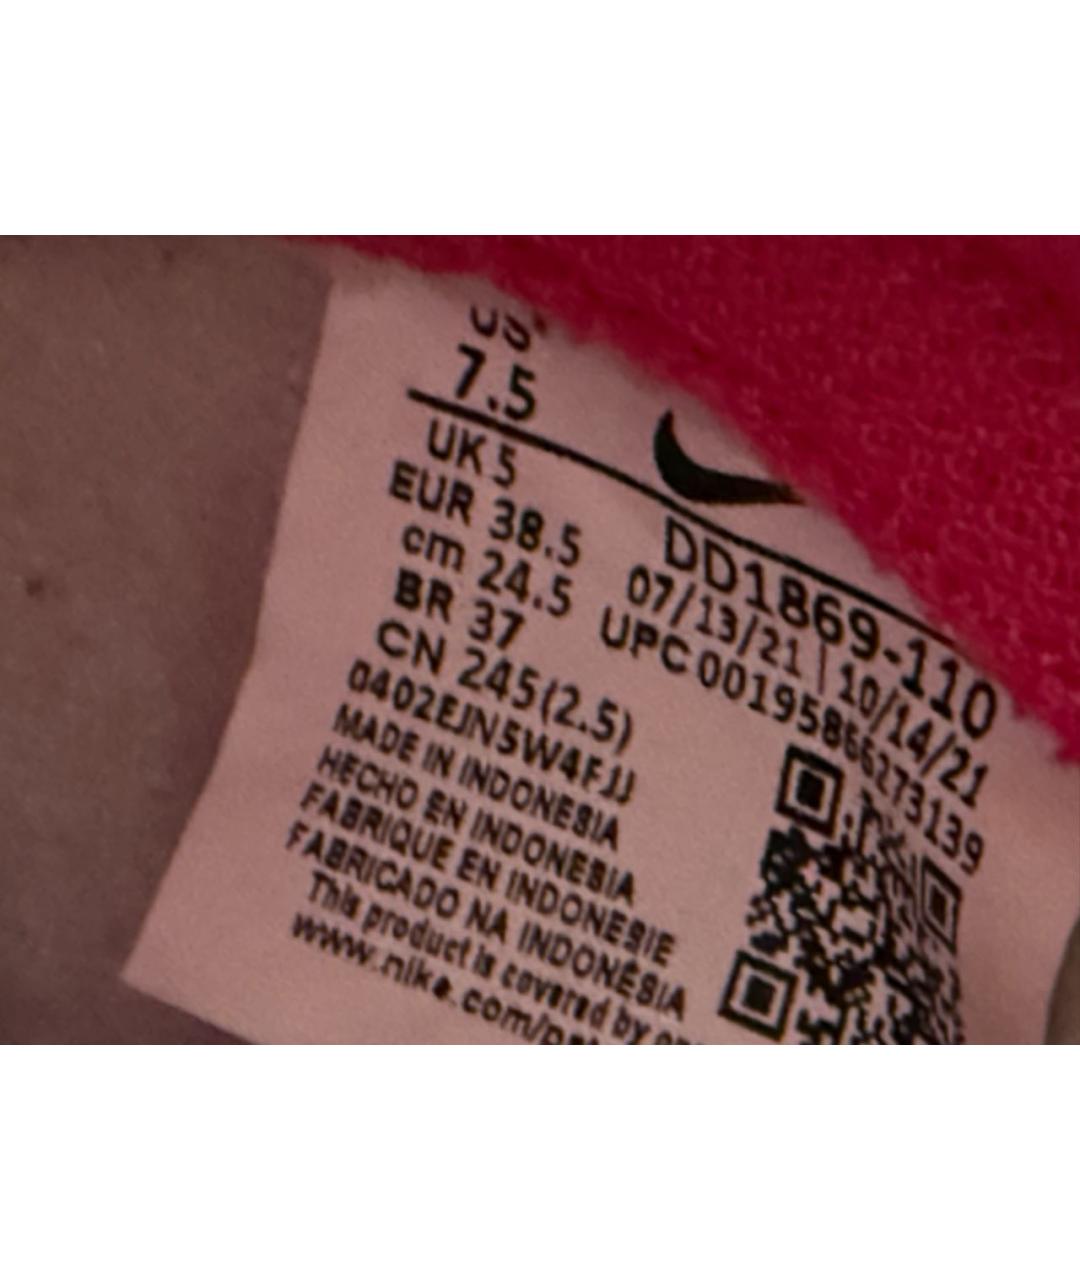 US
7.5
UK 5
EUR 38.5
cm 24.5
BR 37
CN 245(2.5)
DD1869-110
07/13/21 | 10/14/21
UPC 00195866273139
0402EJN5W4FJJ
MADE IN INDONESIA
HECHO EN INDONESIA
FABRIQUE EN INDONESIE
FABRICADO NA INDONÉSIA
This product is covered by
www.nike.com/